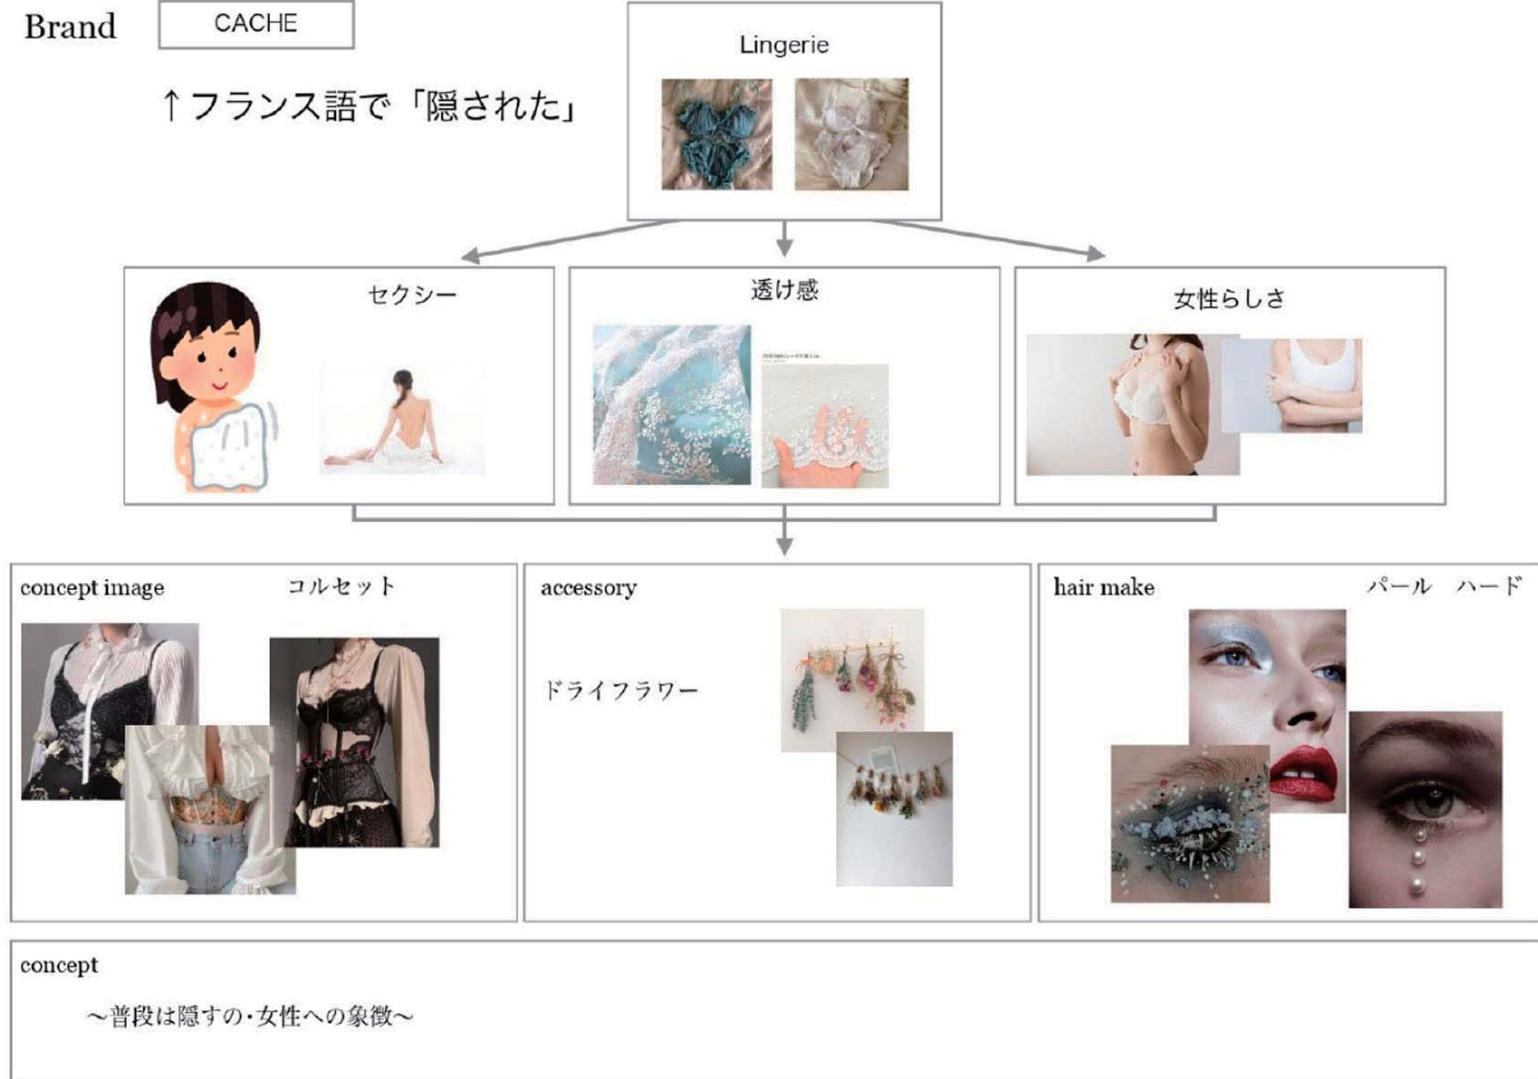 Brand
CACHE
↑フランス語で「隠された」
Lingerie
セクシー
透け感
女性らしさ
concept image
コルセット
accessory
ドライフラワー
hair make
パール　ハード
concept
〜普段は隠すの・女性への象徴〜